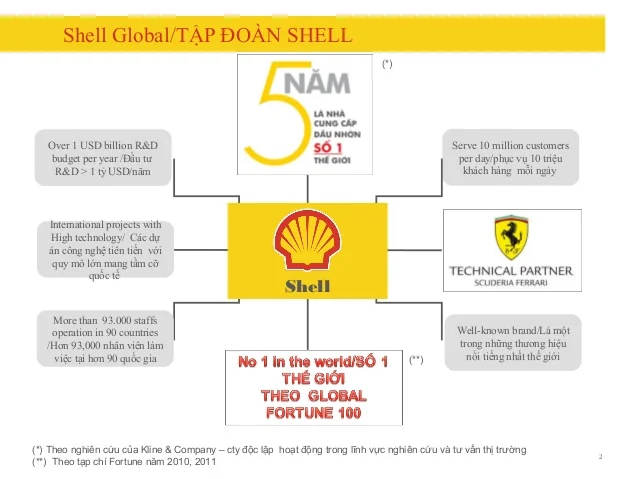 Shell Global/TẬP ĐOÀN SHELL
5 NĂM
LÀ NHÀ
CUNG CẤP
DẦU NHỜN
SỐ 1
THẾ GIỚI
(*)
Over 1 USD billion R&D
budget per year /Đầu tư
R&D > 1 tỷ USD/năm
Serve 10 million customers
per day/phục vụ 10 triệu
khách hàng mỗi ngày
International projects with
High technology/ Các dự
án công nghệ tiên tiến với
quy mô lớn mang tầm cỡ
quốc tế
Shell
S F
TECHNICAL PARTNER
SCUDERIA FERRARI
More than 93.000 staffs
operation in 90 countries
/Hơn 93,000 nhân viên làm
việc tại hơn 90 quốc gia
No 1 in the world/SỐ 1
THẾ GIỚI
THEO GLOBAL
FORTUNE 100
(**)
Well-known brand/Là một
trong những thương hiệu
nổi tiếng nhất thế giới
(*) Theo nghiên cứu của Kline & Company – cty độc lập hoạt động trong lĩnh vực nghiên cứu và tư vấn thị trường
(**) Theo tạp chí Fortune năm 2010, 2011
2